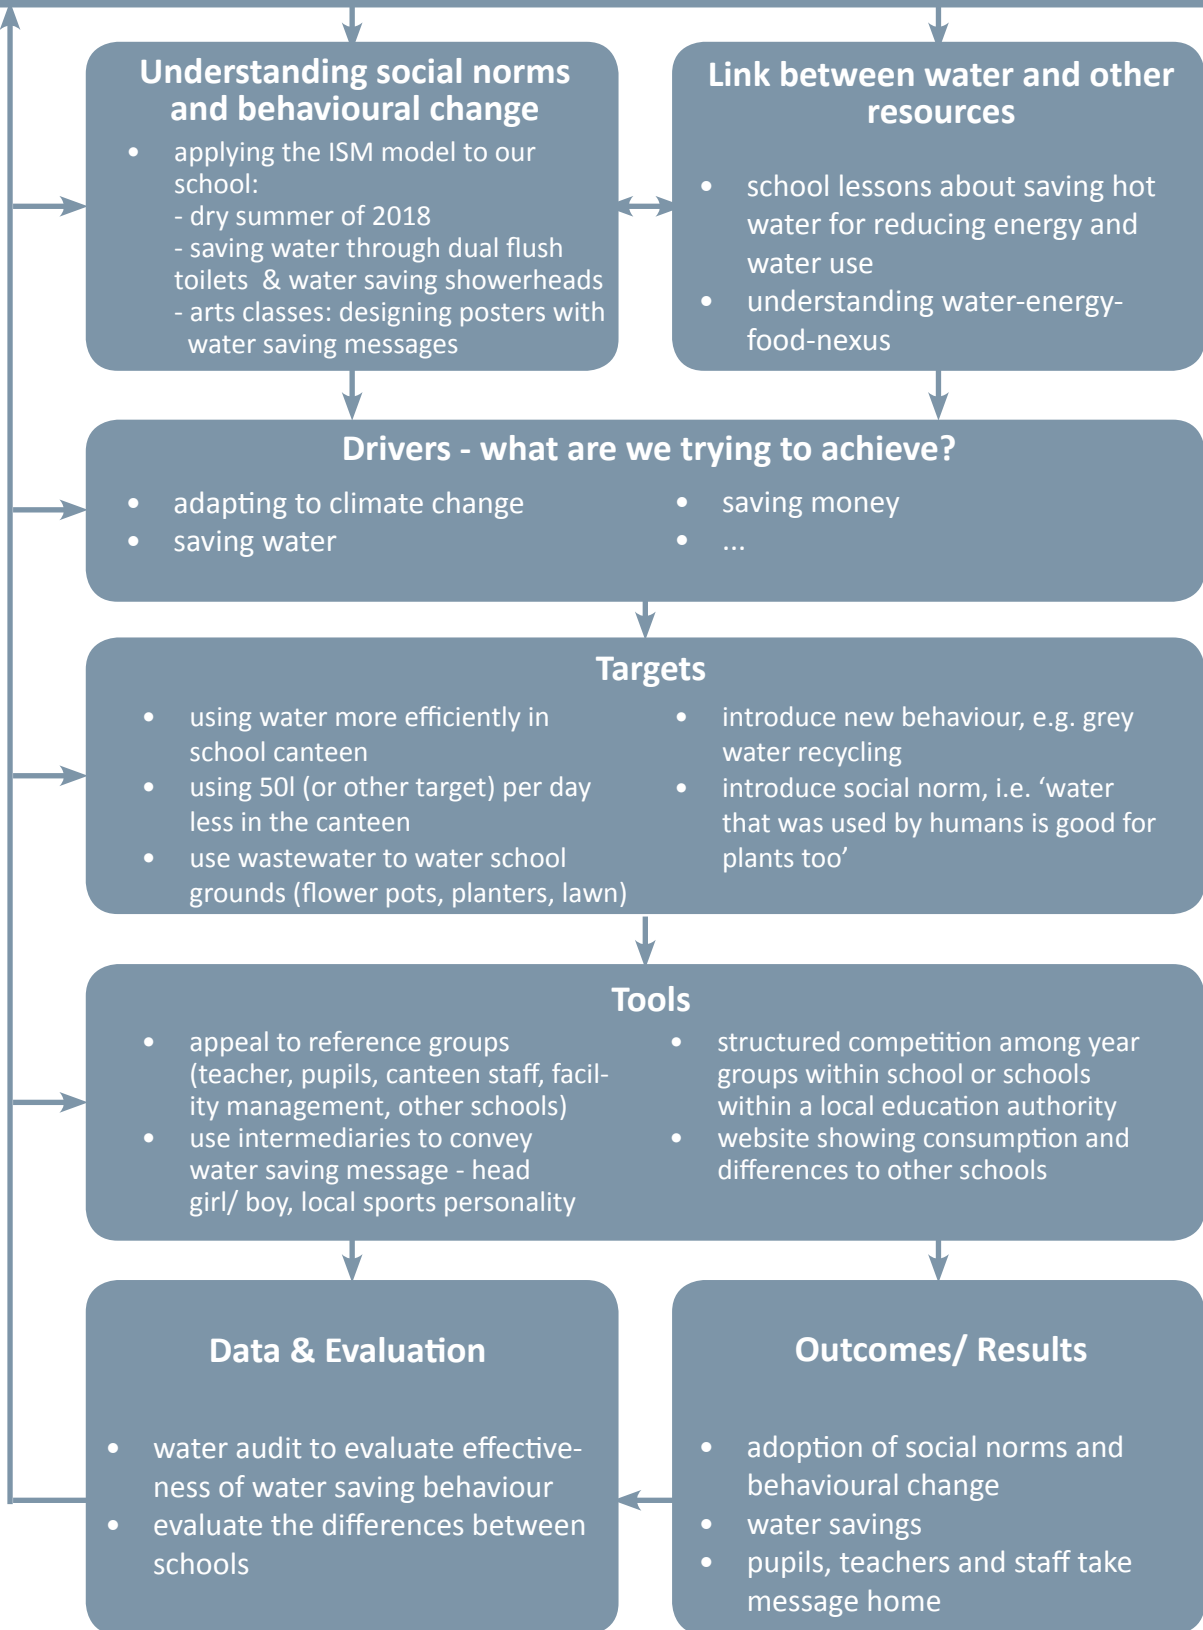 Understanding social norms
and behavioural change
• applying the ISM model to our
school:
- dry summer of 2018
- saving water through dual flush
toilets & water saving showerheads
- arts classes: designing posters with
water saving messages
Link between water and other
resources
• school lessons about saving hot
water for reducing energy and
water use
• understanding water-energy-
food-nexus
Drivers - what are we trying to achieve?
• adapting to climate change
• saving water
• saving money
• ...
Targets
• using water more efficiently in
school canteen
• using 50l (or other target) per day
less in the canteen
• use wastewater to water school
grounds (flower pots, planters, lawn)
• introduce new behaviour, e.g. grey
water recycling
• introduce social norm, i.e. ‘water
that was used by humans is good for
plants too’
Tools
• appeal to reference groups
(teacher, pupils, canteen staff, facil-
ity management, other schools)
• use intermediaries to convey
water saving message - head
girl/ boy, local sports personality
• structured competition among year
groups within school or schools
within a local education authority
• website showing consumption and
differences to other schools
Data & Evaluation
• water audit to evaluate effective-
ness of water saving behaviour
• evaluate the differences between
schools
Outcomes/ Results
• adoption of social norms and
behavioural change
• water savings
• pupils, teachers and staff take
message home